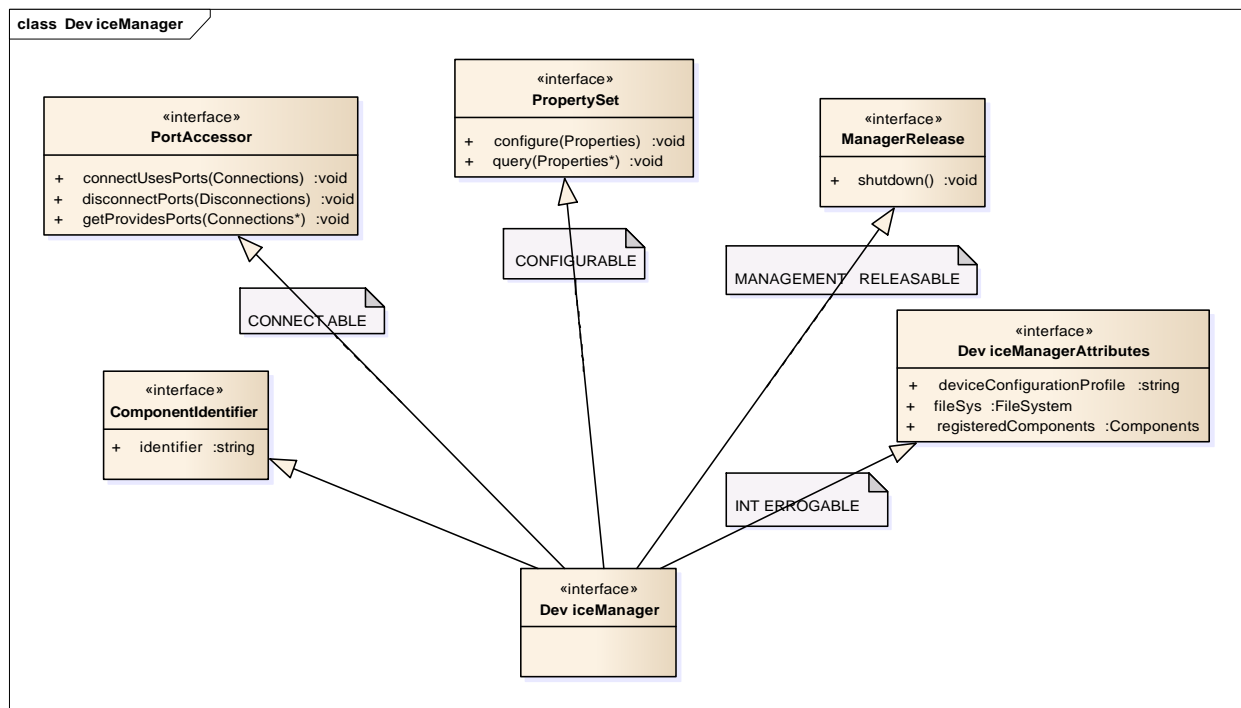 class DeviceManager
«interface»
PortAccessor
+ connectUsesPorts(Connections) :void
+ disconnectPorts(Disconnections) :void
+ getProvidesPorts(Connections*) :void
«interface»
PropertySet
+ configure(Properties) :void
+ query(Properties*) :void
«interface»
ManagerRelease
+ shutdown() :void
CONFIGURABLE
MANAGEMENT RELEASABLE
CONNECTABLE
«interface»
DeviceManagerAttributes
+ deviceConfigurationProfile :string
+ fileSys :FileSystem
+ registeredComponents :Components
«interface»
ComponentIdentifier
+ identifier :string
INTERROGABLE
«interface»
DeviceManager